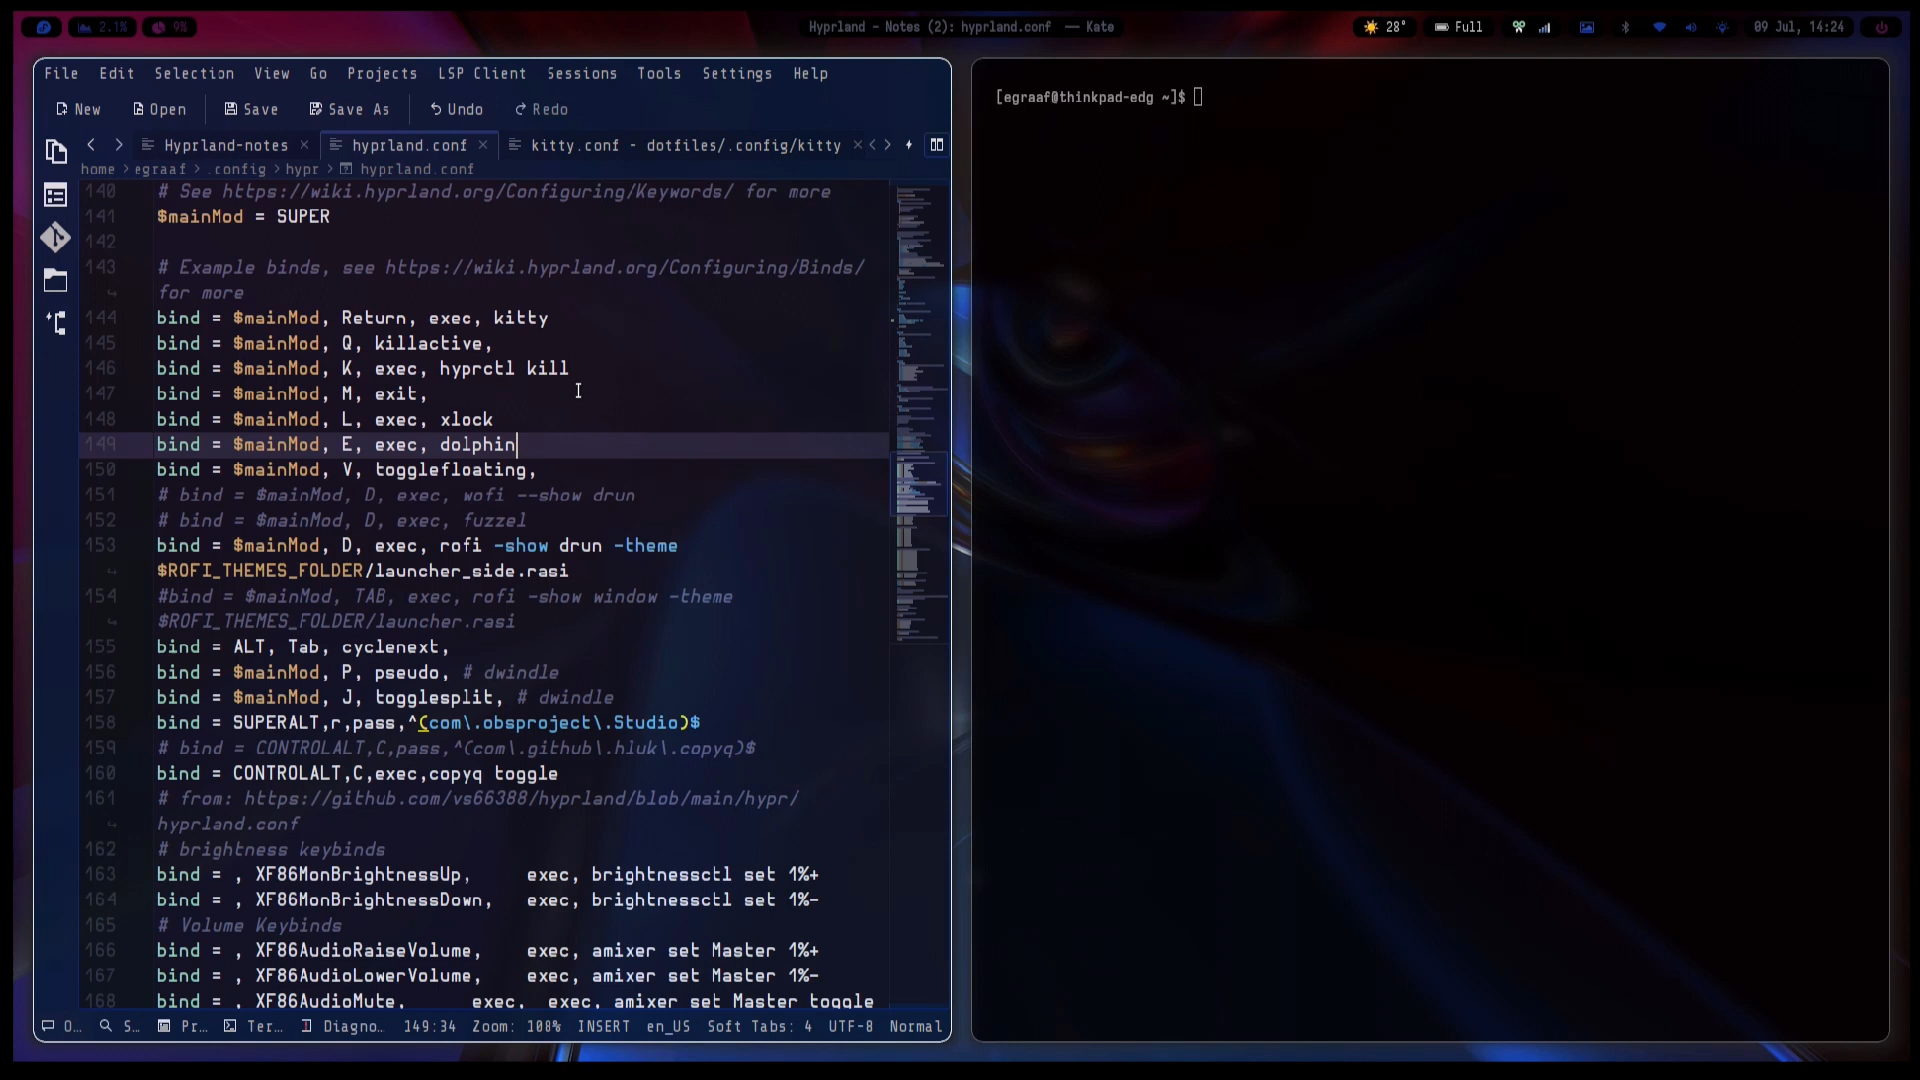 2.1%
9%
Hyprland - Notes (2): hyprland.conf — Kate
28°
Full
09 Jul, 14:24
File Edit Selection View Go Projects LSP Client Sessions Tools Settings Help
New Open Save Save As Undo Redo
Hyprland-notes hyprland.conf kitty.conf - dotfiles/.config/kitty
home > egraaf > .config > hypr > hyprland.conf
140 # See https://wiki.hyprland.org/Configuring/Keywords/ for more
141 $mainMod = SUPER
142
143 # Example binds, see https://wiki.hyprland.org/Configuring/Binds/
for more
144 bind = $mainMod, Return, exec, kitty
145 bind = $mainMod, Q, killactive,
146 bind = $mainMod, K, exec, hyprctl kill
147 bind = $mainMod, M, exit,
148 bind = $mainMod, L, exec, xlock
149 bind = $mainMod, E, exec, dolphin
150 bind = $mainMod, V, togglefloating,
151 # bind = $mainMod, D, exec, wofi --show drun
152 # bind = $mainMod, D, exec, fuzzel
153 bind = $mainMod, D, exec, rofi -show drun -theme
$ROFI_THEMES_FOLDER/launcher_side.rasi
154 #bind = $mainMod, TAB, exec, rofi -show window -theme
$ROFI_THEMES_FOLDER/launcher.rasi
155 bind = ALT, Tab, cyclenext,
156 bind = $mainMod, P, pseudo, # dwindle
157 bind = $mainMod, J, togglesplit, # dwindle
158 bind = SUPERALT,r,pass,^(com\.obsproject\.Studio)$
159 # bind = CONTROLALT,C,pass,^(com\.github\.hluk\.copyq)$
160 bind = CONTROLALT,C,exec,copyq toggle
161 # from: https://github.com/vs66388/hyprland/blob/main/hypr/
hyprland.conf
162 # brightness keybinds
163 bind = , XF86MonBrightnessUp, exec, brightnessctl set 1%+
164 bind = , XF86MonBrightnessDown, exec, brightnessctl set 1%-
165 # Volume Keybinds
166 bind = , XF86AudioRaiseVolume, exec, amixer set Master 1%+
167 bind = , XF86AudioLowerVolume, exec, amixer set Master 1%-
168 bind = , XF86AudioMute, exec, exec, amixer set Master toggle
O... S... Pr... Ter... Diagno... 149:34 Zoom: 108% INSERT en_US Soft Tabs: 4 UTF-8 Normal
[egraaf@thinkpad-edg ~]$